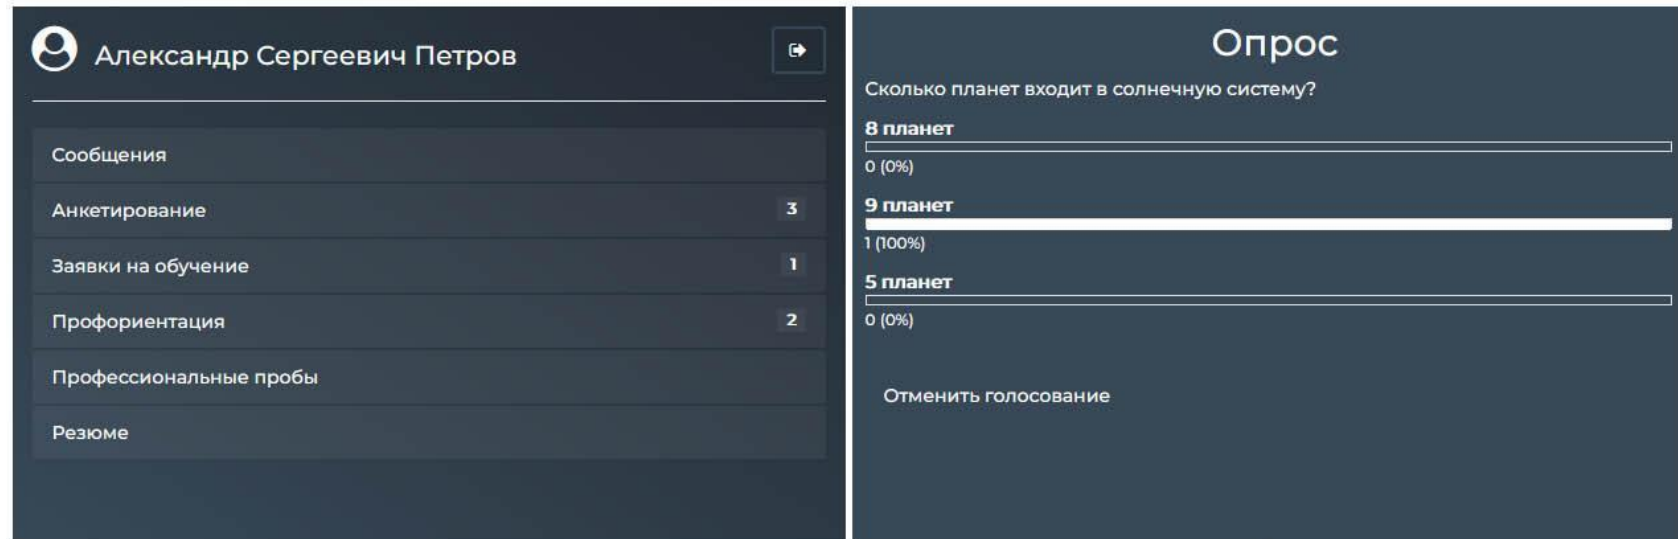 Александр Сергеевич Петров
Сообщения
Анкетирование 3
Заявки на обучение 1
Профориентация 2
Профессиональные пробы
Резюме
Опрос
Сколько планет входит в солнечную систему?
8 планет
0 (0%)
9 планет
1 (100%)
5 планет
0 (0%)
Отменить голосование